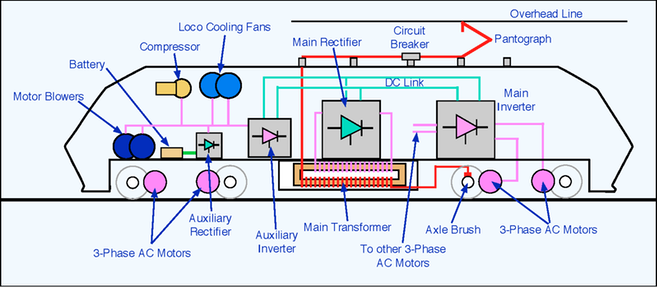 Overhead Line
Loco Cooling Fans
Circuit
Breaker
Pantograph
Compressor
Main Rectifier
Battery
DC Link
Main
Inverter
Motor Blowers
Auxiliary
Rectifier
Main Transformer
Axle Brush
3-Phase AC Motors
Auxiliary
Inverter
3-Phase AC Motors
To other 3-Phase
AC Motors